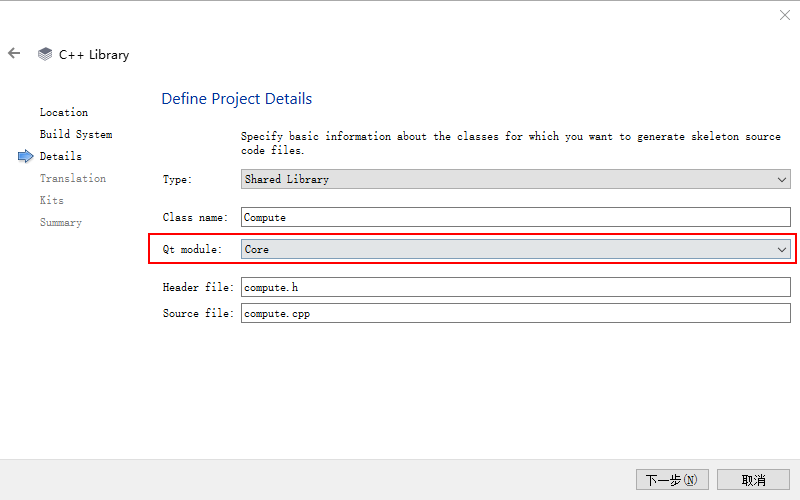 C++ Library
Define Project Details
Location
Build System
Details
Translation
Kits
Summary
Specify basic information about the classes for which you want to generate skeleton source
code files.
Type: Shared Library
Class name: Compute
Qt module: Core
Header file: compute.h
Source file: compute.cpp
下一步(N) 取消